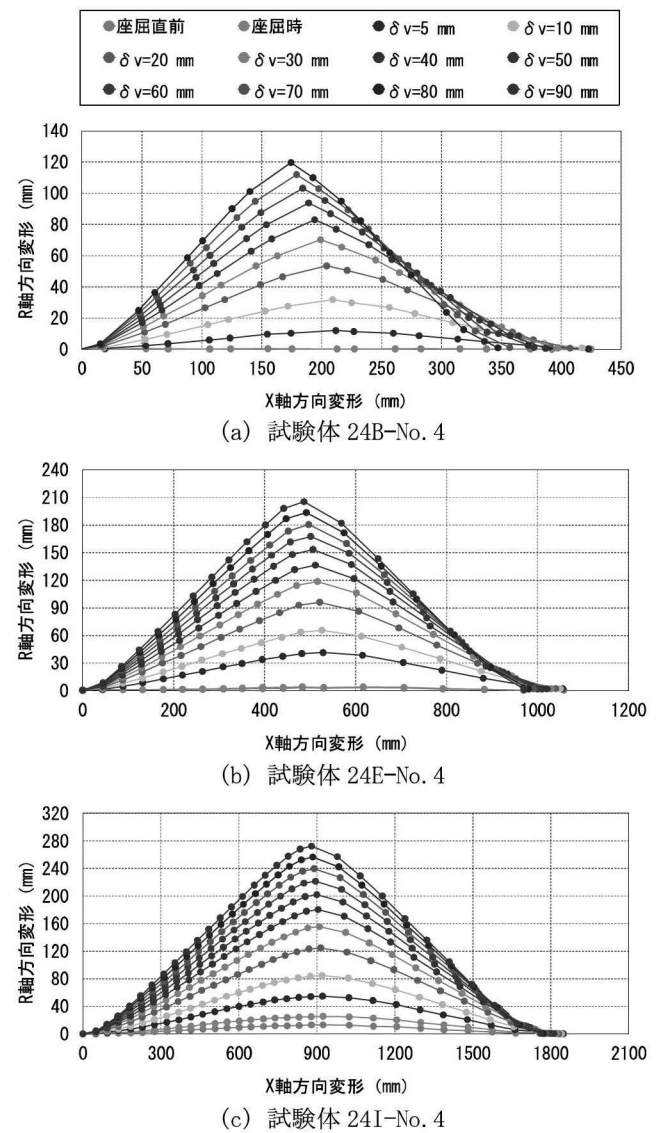 ●座屈直前 ●座屈時 ●δv=5 mm ●δv=10 mm
●δv=20 mm ●δv=30 mm ●δv=40 mm ●δv=50 mm
●δv=60 mm ●δv=70 mm ●δv=80 mm ●δv=90 mm
140
120
100
80
60
40
20
0
R軸方向変形 (mm)
0 50 100 150 200 250 300 350 400 450
X軸方向変形 (mm)
(a) 試験体 24B-No.4
240
210
180
150
120
90
60
30
0
R軸方向変形 (mm)
0 200 400 600 800 1000 1200
X軸方向変形 (mm)
(b) 試験体 24E-No.4
320
280
240
200
160
120
80
40
0
R軸方向変形 (mm)
0 300 600 900 1200 1500 1800 2100
X軸方向変形 (mm)
(c) 試験体 24I-No.4